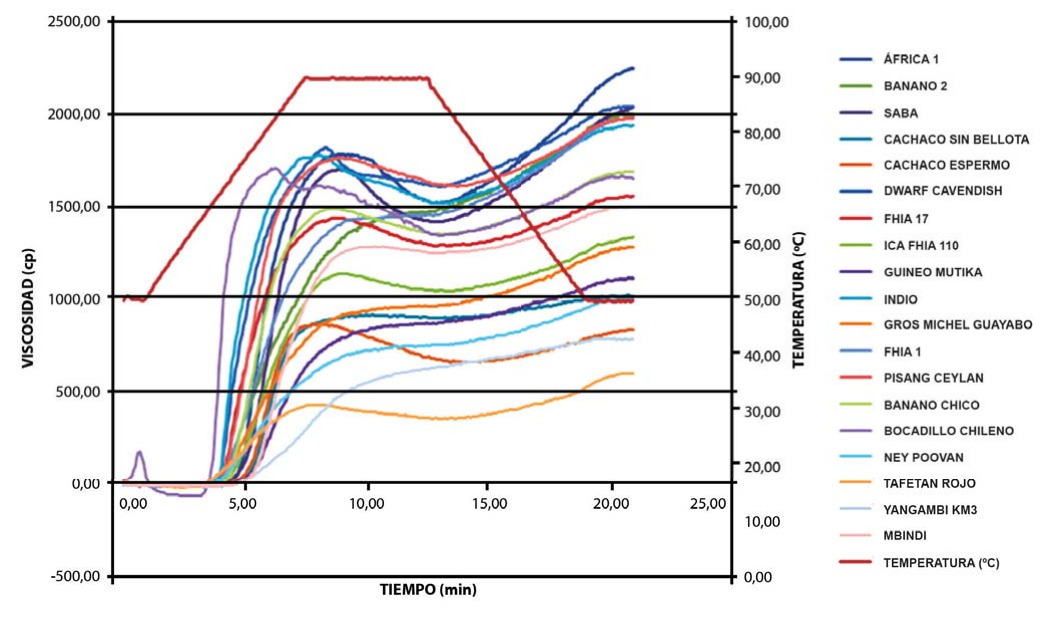 2500,00
2000,00
1500,00
1000,00
500,00
0,00
-500,00
VISCOSIDAD (cp)
0,00
5,00
10,00
15,00
20,00
25,00
TIEMPO (min)
100,00
90,00
80,00
70,00
60,00
50,00
40,00
30,00
20,00
10,00
0,00
TEMPERATURA (ºC)
ÁFRICA 1
BANANO 2
SABA
CACHACO SIN BELLOTA
CACHACO ESPERMO
DWARF CAVENDISH
FHIA 17
ICA FHIA 110
GUINEO MUTIKA
INDIO
GROS MICHEL GUAYABO
FHIA 1
PISANG CEYLAN
BANANO CHICO
BOCADILLO CHILENO
NEY POOVAN
TAFETAN ROJO
YANGAMBI KM3
MBINDI
TEMPERATURA (ºC)